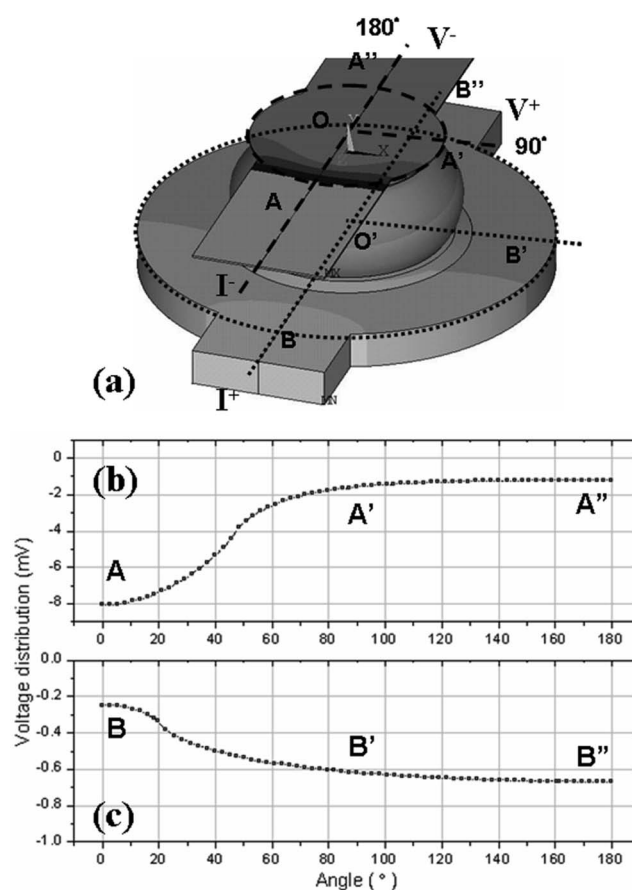 180°
V-
A"
B"
V+
O
Y
X
A'
90°
A
O'
B'
I-
MX
B
(a)
I+
MN
Voltage distribution (mV)
(b)
0
-2
-4
-6
-8
A
A'
A"
0 20 40 60 80 100 120 140 160 180
(c)
0.0
-0.2
-0.4
-0.6
-0.8
-1.0
B
B'
B"
0 20 40 60 80 100 120 140 160 180
Angle (°)